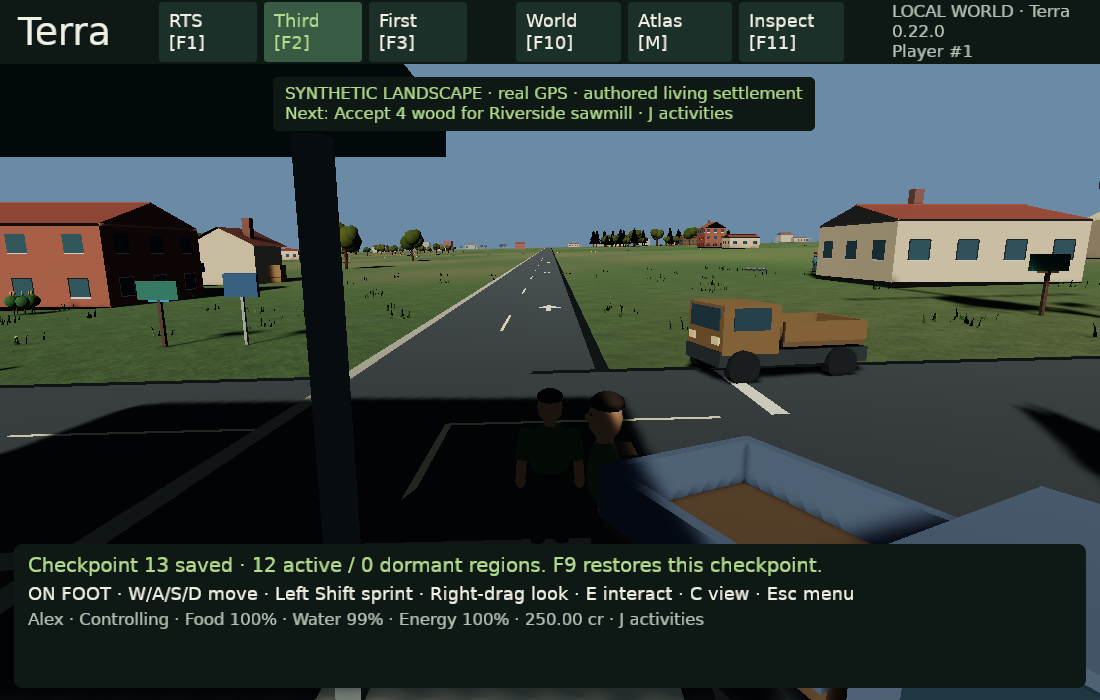 Terra
RTS
[F1]
Third
[F2]
First
[F3]
World
[F10]
Atlas
[M]
Inspect
[F11]
LOCAL WORLD · Terra
0.22.0
Player #1
SYNTHETIC LANDSCAPE · real GPS · authored living settlement
Next: Accept 4 wood for Riverside sawmill · J activities
Checkpoint 13 saved · 12 active / 0 dormant regions. F9 restores this checkpoint.
ON FOOT · W/A/S/D move · Left Shift sprint · Right-drag look · E interact · C view · Esc menu
Alex · Controlling · Food 100% · Water 99% · Energy 100% · 250.00 cr · J activities